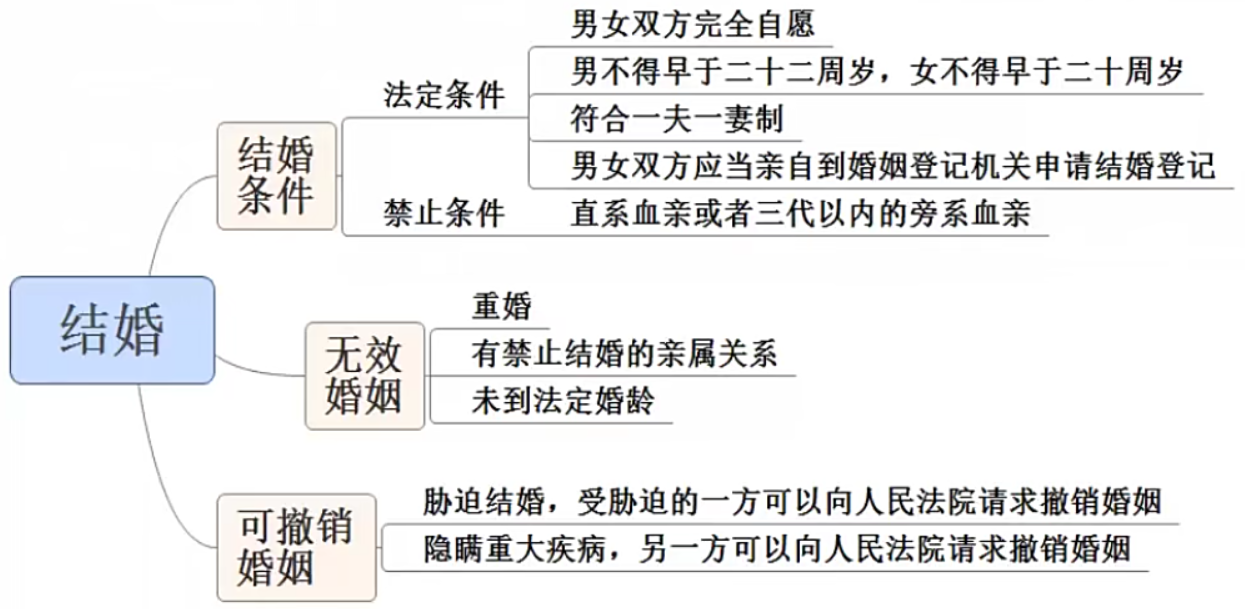 结婚
结婚
条件
法定条件
男女双方完全自愿
男不得早于二十二周岁，女不得早于二十周岁
符合一夫一妻制
男女双方应当亲自到婚姻登记机关申请结婚登记
禁止条件
直系血亲或者三代以内的旁系血亲
无效
婚姻
重婚
有禁止结婚的亲属关系
未到法定婚龄
可撤销
婚姻
胁迫结婚，受胁迫的一方可以向人民法院请求撤销婚姻
隐瞒重大疾病，另一方可以向人民法院请求撤销婚姻